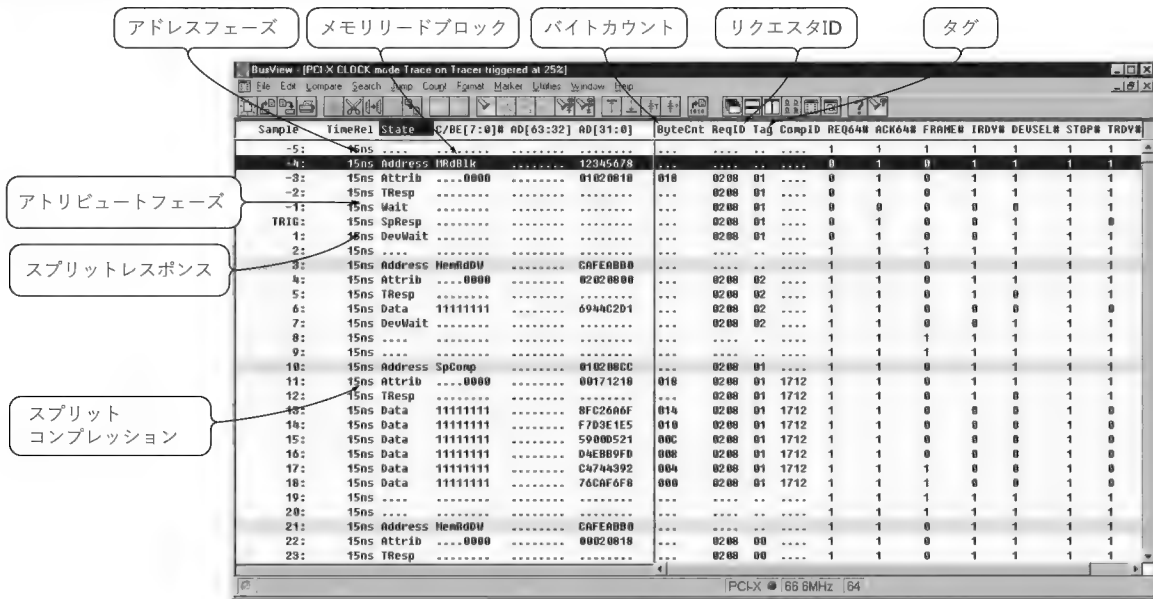 アドレスフェーズ
メモリリードブロック
バイトカウント
リクエスタID
タグ
BusView - [PCI-X CLOCK mode Trace on Tracer triggered at 25%]
File Edit Compare Search Jump Count Format Marker Utilities Window Help
Sample TimeRel State C/BE[7:0]# AD[63:32] AD[31:0] ByteCnt ReqID Tag CompID REQ64# ACK64# FRAME# IRDY# DEVSEL# STOP# TRDY#
-5: 15ns .... ........ ........ ........ ... .... .. .... 1 1 1 1 1 1 1
-4: 15ns Address MRdBlk ........ 12345678 ... .... .. .... 0 1 0 1 1 1 1
-3: 15ns Attrib ....0000 ........ 01020818 018 0208 01 .... 0 1 0 1 1 1 1
-2: 15ns TResp ........ ........ ........ ... 0208 01 .... 0 1 0 1 1 1 1
-1: 15ns Wait ........ ........ ........ ... 0208 01 .... 0 0 0 0 0 1 1
TRIG: 15ns SpResp ........ ........ ........ ... 0208 01 .... 0 1 0 0 1 1 0
1: 15ns DevWait ........ ........ ........ ... 0208 01 .... 0 1 0 0 1 1 1
2: 15ns .... ........ ........ ........ ... .... .. .... 1 1 1 1 1 1 1
3: 15ns Address MemRdDW ........ CAFEABB0 ... .... .. .... 1 1 0 1 1 1 1
4: 15ns Attrib ....0000 ........ 02020800 ... 0208 02 .... 1 1 0 1 1 1 1
5: 15ns TResp ........ ........ ........ ... 0208 02 .... 1 1 0 1 0 1 1
6: 15ns Data 11111111 ........ 6944C2D1 ... 0208 02 .... 1 1 0 0 0 1 0
7: 15ns DevWait ........ ........ ........ ... 0208 02 .... 1 1 0 0 1 1 1
8: 15ns .... ........ ........ ........ ... .... .. .... 1 1 1 1 1 1 1
9: 15ns .... ........ ........ ........ ... .... .. .... 1 1 1 1 1 1 1
10: 15ns Address SpComp ........ 010208CC ... 0208 01 .... 1 1 0 1 1 1 1
11: 15ns Attrib ....0000 ........ 00171218 018 0208 01 1712 1 1 0 1 1 1 1
12: 15ns TResp ........ ........ ........ ... 0208 01 1712 1 1 0 1 0 1 1
13: 15ns Data 11111111 ........ 8FC26A6F 014 0208 01 1712 1 1 0 0 0 1 0
14: 15ns Data 11111111 ........ F7D3E1E5 010 0208 01 1712 1 1 0 0 0 1 0
15: 15ns Data 11111111 ........ 5900D521 00C 0208 01 1712 1 1 0 0 0 1 0
16: 15ns Data 11111111 ........ D4EBB9FD 008 0208 01 1712 1 1 0 0 0 1 0
17: 15ns Data 11111111 ........ C4744392 004 0208 01 1712 1 1 1 0 0 1 0
18: 15ns Data 11111111 ........ 76CAF6F8 000 0208 01 1712 1 1 1 0 0 1 0
19: 15ns .... ........ ........ ........ ... .... .. .... 1 1 1 1 1 1 1
20: 15ns .... ........ ........ ........ ... .... .. .... 1 1 1 1 1 1 1
21: 15ns Address MemRdDW ........ CAFEABB0 ... .... .. .... 1 1 0 1 1 1 1
22: 15ns Attrib ....0000 ........ 00020818 ... 0208 00 .... 1 1 0 1 1 1 1
23: 15ns TResp ........ ........ ........ ... 0208 00 .... 1 1 0 1 1 1 1
PCI-X 66.6MHz 64
アトリビュートフェーズ
スプリットレスポンス
スプリット
コンプレッション